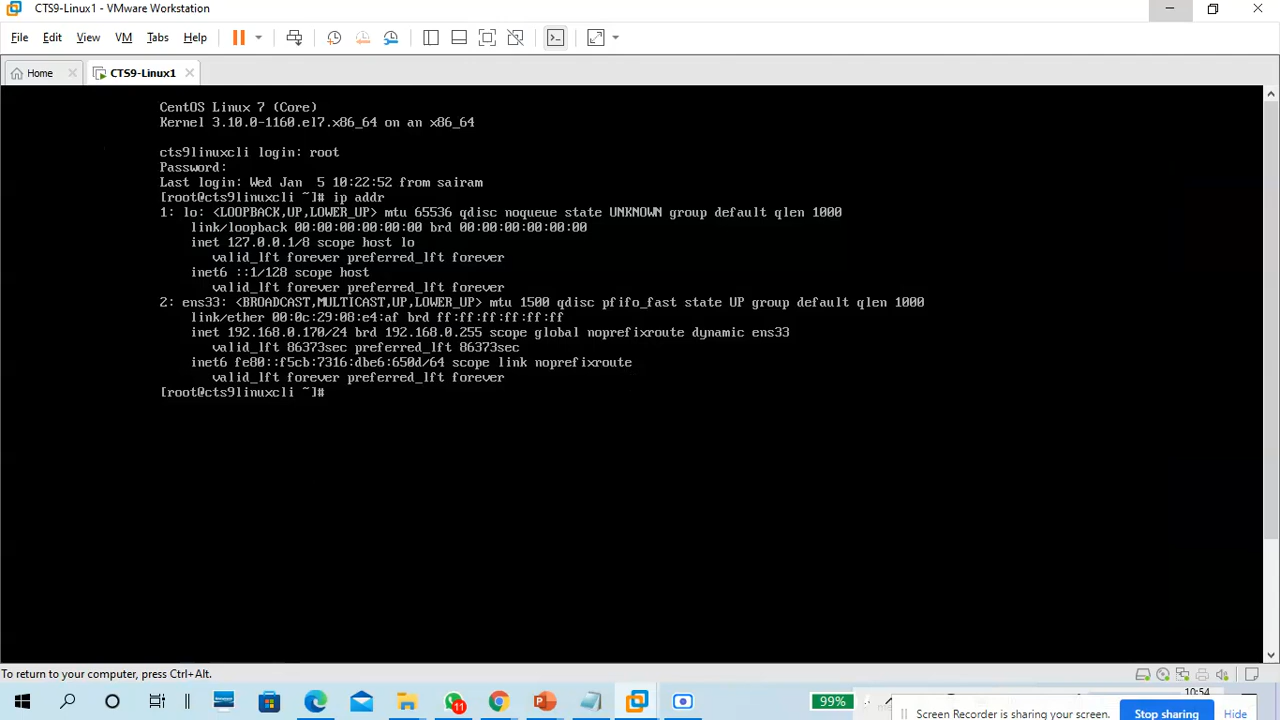 CTS9-Linux1 - VMware Workstation
File Edit View VM Tabs Help
Home CTS9-Linux1
CentOS Linux 7 (Core)
Kernel 3.10.0-1160.el7.x86_64 on an x86_64
cts9linuxcli login: root
Password:
Last login: Wed Jan  5 10:22:52 from sairam
[root@cts9linuxcli ~]# ip addr
1: lo: <LOOPBACK,UP,LOWER_UP> mtu 65536 qdisc noqueue state UNKNOWN group default qlen 1000
link/loopback 00:00:00:00:00:00 brd 00:00:00:00:00:00
inet 127.0.0.1/8 scope host lo
valid_lft forever preferred_lft forever
inet6 ::1/128 scope host
valid_lft forever preferred_lft forever
2: ens33: <BROADCAST,MULTICAST,UP,LOWER_UP> mtu 1500 qdisc pfifo_fast state UP group default qlen 1000
link/ether 00:0c:29:08:e4:af brd ff:ff:ff:ff:ff:ff
inet 192.168.0.170/24 brd 192.168.0.255 scope global noprefixroute dynamic ens33
valid_lft 86373sec preferred_lft 86373sec
inet6 fe80::f5cb:7316:dbe6:650d/64 scope link noprefixroute
valid_lft forever preferred_lft forever
[root@cts9linuxcli ~]#
To return to your computer, press Ctrl+Alt.
11 99% 10:54
Screen Recorder is sharing your screen. Stop sharing Hide